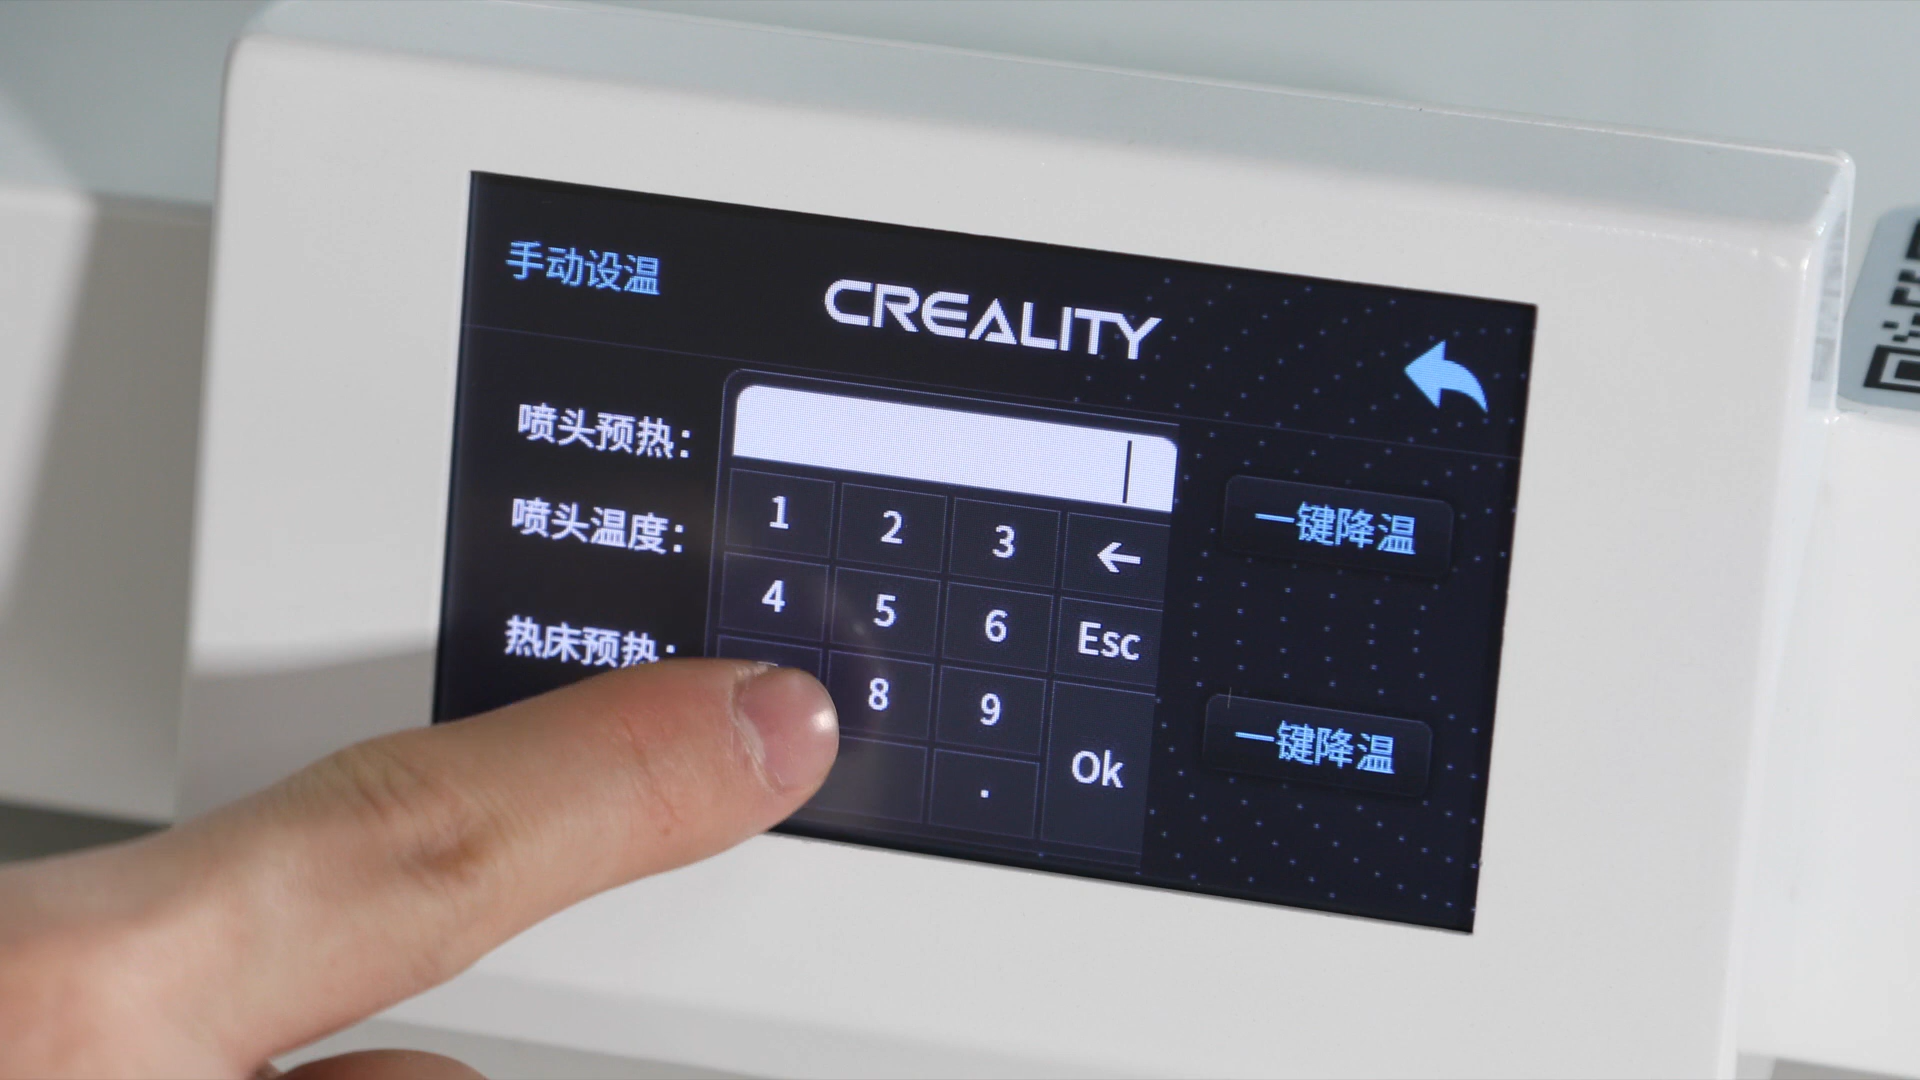 手动设温
CREALITY
喷头预热：
喷头温度：
热床预热：
1 2 3 ←
4 5 6 Esc
8 9
. Ok
一键降温
一键降温